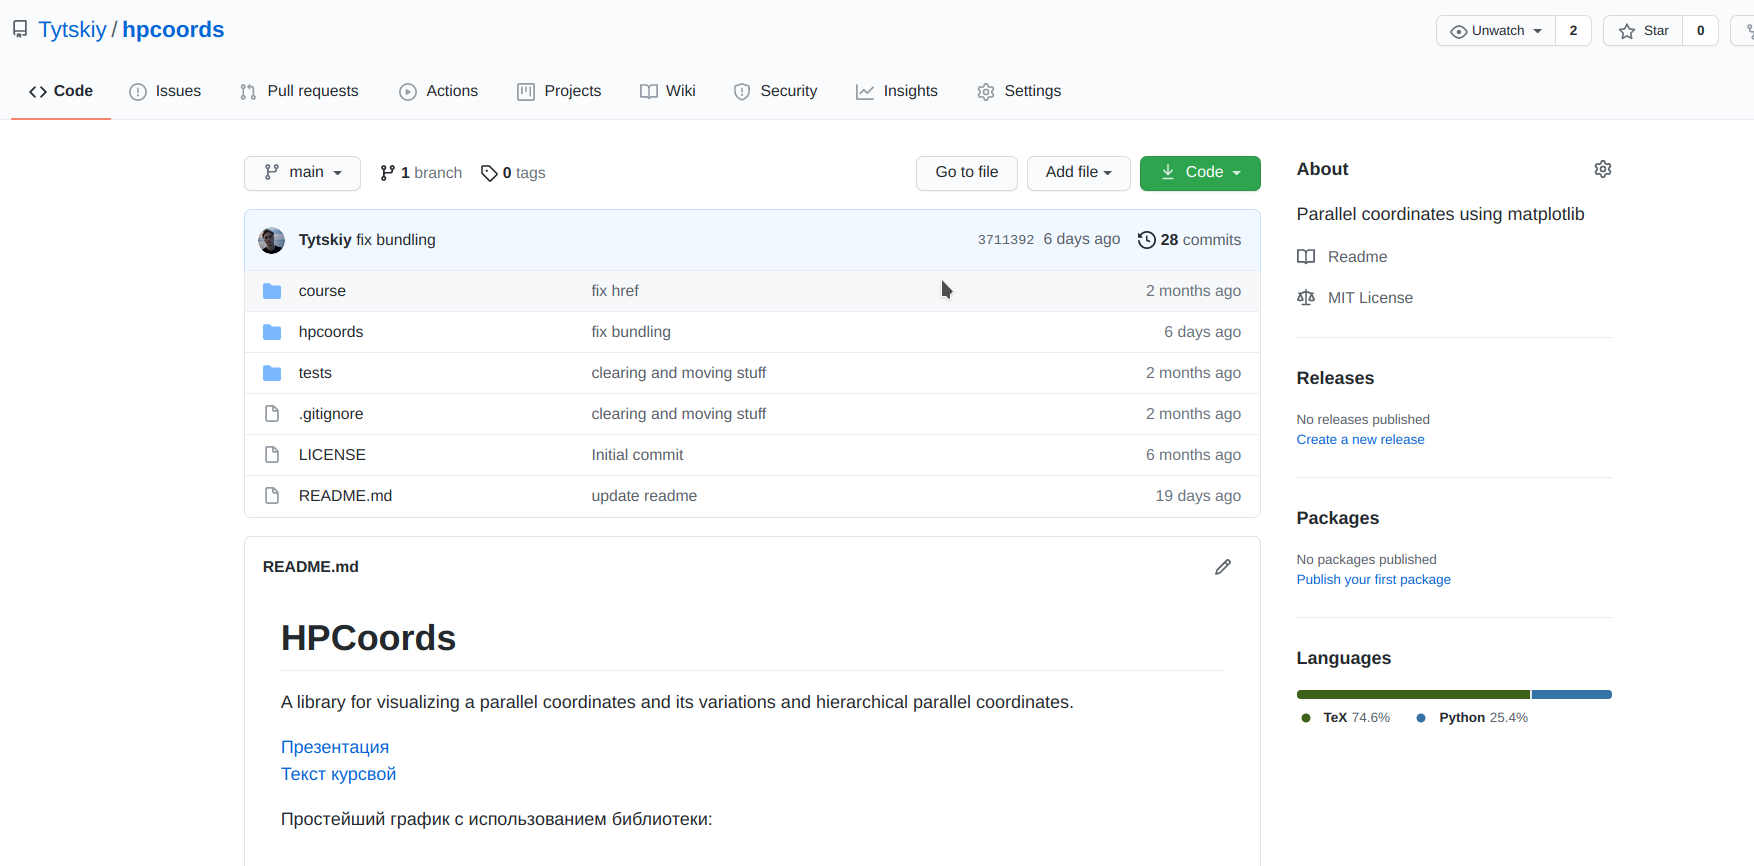 Tytskiy / hpcoords
Unwatch 2 Star 0
Code Issues Pull requests Actions Projects Wiki Security Insights Settings
main 1 branch 0 tags Go to file Add file Code
Tytskiy fix bundling 3711392 6 days ago 28 commits
course fix href 2 months ago
hpcoords fix bundling 6 days ago
tests clearing and moving stuff 2 months ago
.gitignore clearing and moving stuff 2 months ago
LICENSE Initial commit 6 months ago
README.md update readme 19 days ago
README.md
HPCoords
A library for visualizing a parallel coordinates and its variations and hierarchical parallel coordinates.
Презентация
Текст курсвой
Простейший график с использованием библиотеки:
About
Parallel coordinates using matplotlib
Readme
MIT License
Releases
No releases published
Create a new release
Packages
No packages published
Publish your first package
Languages
TeX 74.6% Python 25.4%